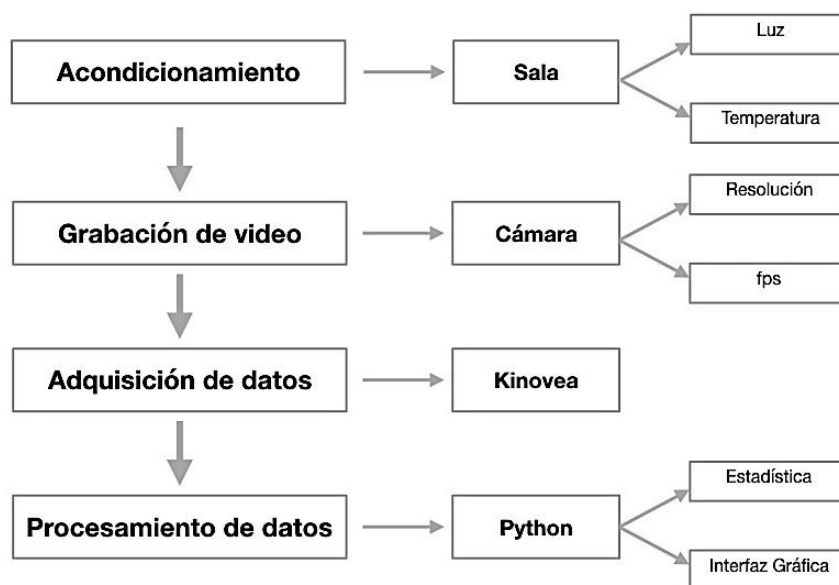 Acondicionamiento
Sala
Luz
Temperatura
Grabación de video
Cámara
Resolución
fps
Adquisición de datos
Kinovea
Procesamiento de datos
Python
Estadística
Interfaz Gráfica